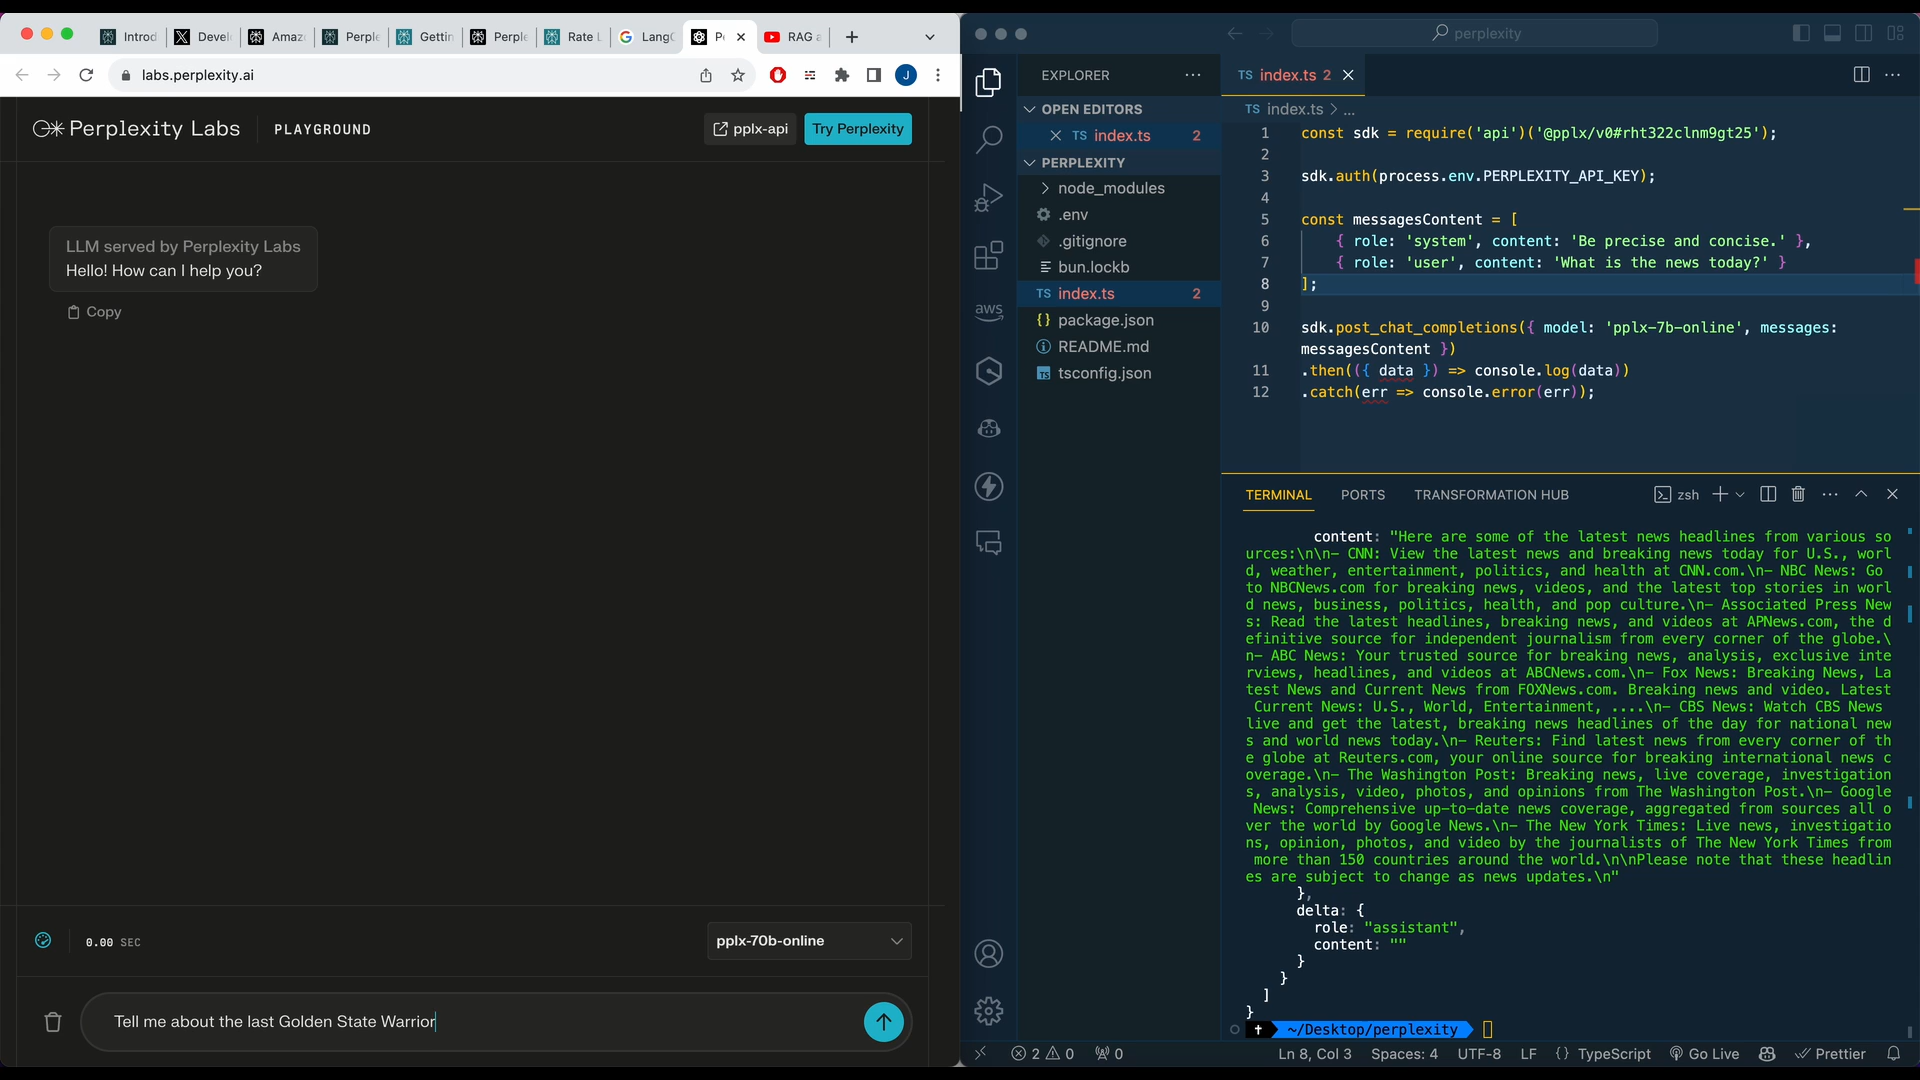 Introd
Devel
Amaz
Perple
Gettin
Perple
Rate L
LangC
RAG a
labs.perplexity.ai
J
Perplexity Labs
PLAYGROUND
pplx-api
Try Perplexity
LLM served by Perplexity Labs
Hello! How can I help you?
Copy
0.00 SEC
pplx-70b-online
Tell me about the last Golden State Warrior
perplexity
EXPLORER
OPEN EDITORS
TS index.ts 2
PERPLEXITY
node_modules
.env
.gitignore
bun.lockb
TS index.ts 2
{} package.json
README.md
TS tsconfig.json
aws
TS index.ts 2
TS index.ts > ...
1 const sdk = require('api')('@pplx/v0#rht322clnm9gt25');
2
3 sdk.auth(process.env.PERPLEXITY_API_KEY);
4
5 const messagesContent = [
6 { role: 'system', content: 'Be precise and concise.' },
7 { role: 'user', content: 'What is the news today?' }
8 ];
9
10 sdk.post_chat_completions({ model: 'pplx-7b-online', messages:
messagesContent })
11 .then(({ data }) => console.log(data))
12 .catch(err => console.error(err));
TERMINAL PORTS TRANSFORMATION HUB
zsh
content: "Here are some of the latest news headlines from various so
urces:\n\n- CNN: View the latest news and breaking news today for U.S., worl
d, weather, entertainment, politics, and health at CNN.com.\n- NBC News: Go
to NBCNews.com for breaking news, videos, and the latest top stories in worl
d news, business, politics, health, and pop culture.\n- Associated Press New
s: Read the latest headlines, breaking news, and videos at APNews.com, the d
efinitive source for independent journalism from every corner of the globe.\
n- ABC News: Your trusted source for breaking news, analysis, exclusive inte
rviews, headlines, and videos at ABCNews.com.\n- Fox News: Breaking News, La
test News and Current News from FOXNews.com. Breaking news and video. Latest
Current News: U.S., World, Entertainment, ....\n- CBS News: Watch CBS News
live and get the latest, breaking news headlines of the day for national new
s and world news today.\n- Reuters: Find latest news from every corner of th
e globe at Reuters.com, your online source for breaking international news c
overage.\n- The Washington Post: Breaking news, live coverage, investigation
s, analysis, video, photos, and opinions from The Washington Post.\n- Google
News: Comprehensive up-to-date news coverage, aggregated from sources all o
ver the world by Google News.\n- The New York Times: Live news, investigatio
ns, opinion, photos, and video by the journalists of The New York Times from
more than 150 countries around the world.\n\nPlease note that these headlin
es are subject to change as news updates.\n"
},
delta: {
role: "assistant",
content: ""
}
}
]
}
~/Desktop/perplexity
2 0 0 Ln 8, Col 3 Spaces: 4 UTF-8 LF {} TypeScript Go Live Prettier